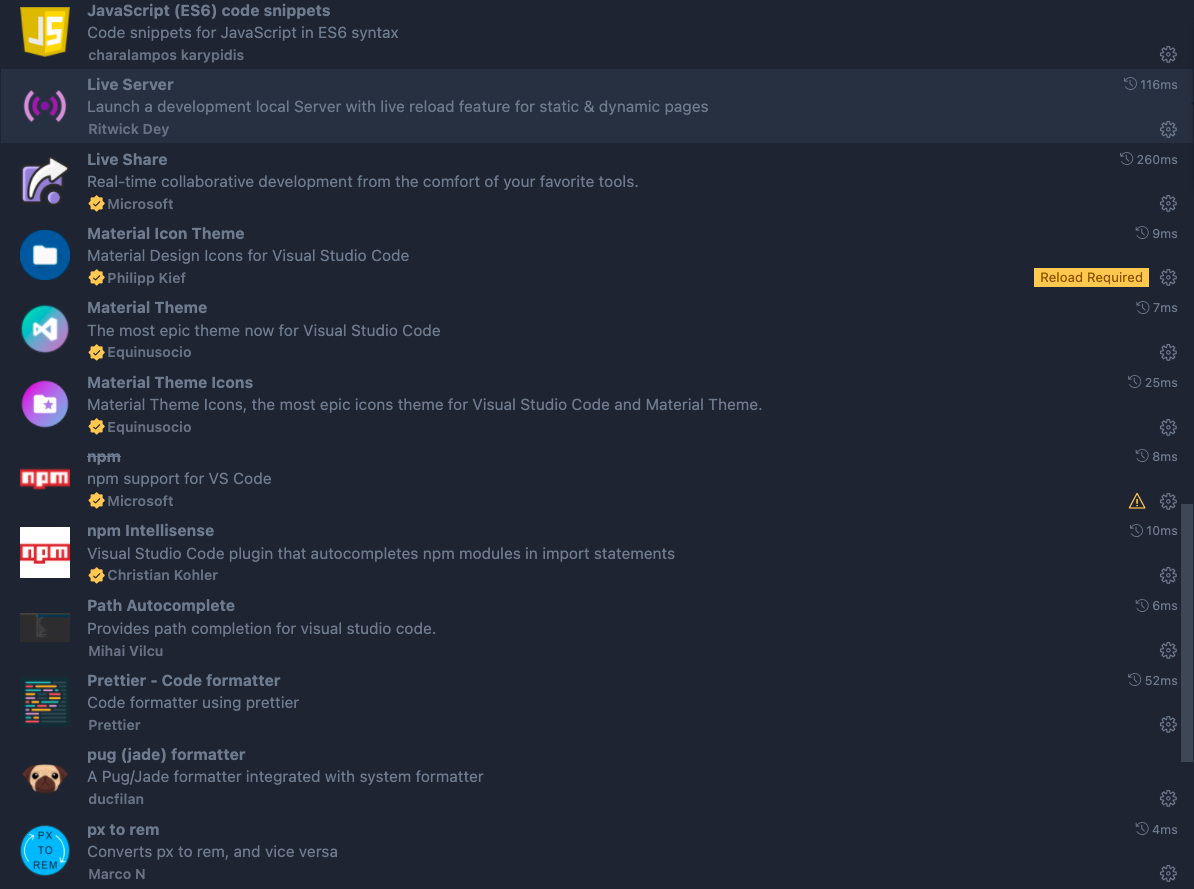 JavaScript (ES6) code snippets
Code snippets for JavaScript in ES6 syntax
charalampos karypidis
JS
Live Server
116ms
Launch a development local Server with live reload feature for static & dynamic pages
Ritwick Dey
Live Share
260ms
Real-time collaborative development from the comfort of your favorite tools.
Microsoft
Material Icon Theme
9ms
Material Design Icons for Visual Studio Code
Philipp Kief
Reload Required
Material Theme
7ms
The most epic theme now for Visual Studio Code
Equinusocio
Material Theme Icons
25ms
Material Theme Icons, the most epic icons theme for Visual Studio Code and Material Theme.
Equinusocio
npm
8ms
npm
npm support for VS Code
Microsoft
npm Intellisense
10ms
npm
Visual Studio Code plugin that autocompletes npm modules in import statements
Christian Kohler
Path Autocomplete
6ms
Provides path completion for visual studio code.
Mihai Vilcu
Prettier - Code formatter
52ms
Code formatter using prettier
Prettier
pug (jade) formatter
A Pug/Jade formatter integrated with system formatter
ducfilan
px to rem
4ms
PX
TO
REM
Converts px to rem, and vice versa
Marco N